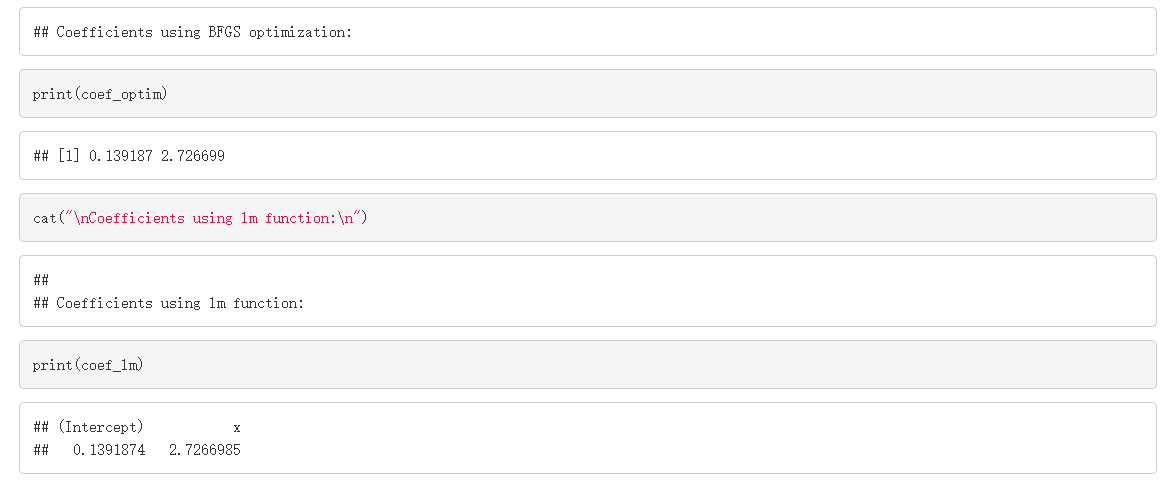 ## Coefficients using BFGS optimization:
print(coef_optim)
## [1] 0.139187 2.726699
cat("\nCoefficients using lm function:\n")
##
## Coefficients using lm function:
print(coef_lm)
## (Intercept)           x
##   0.1391874   2.7266985